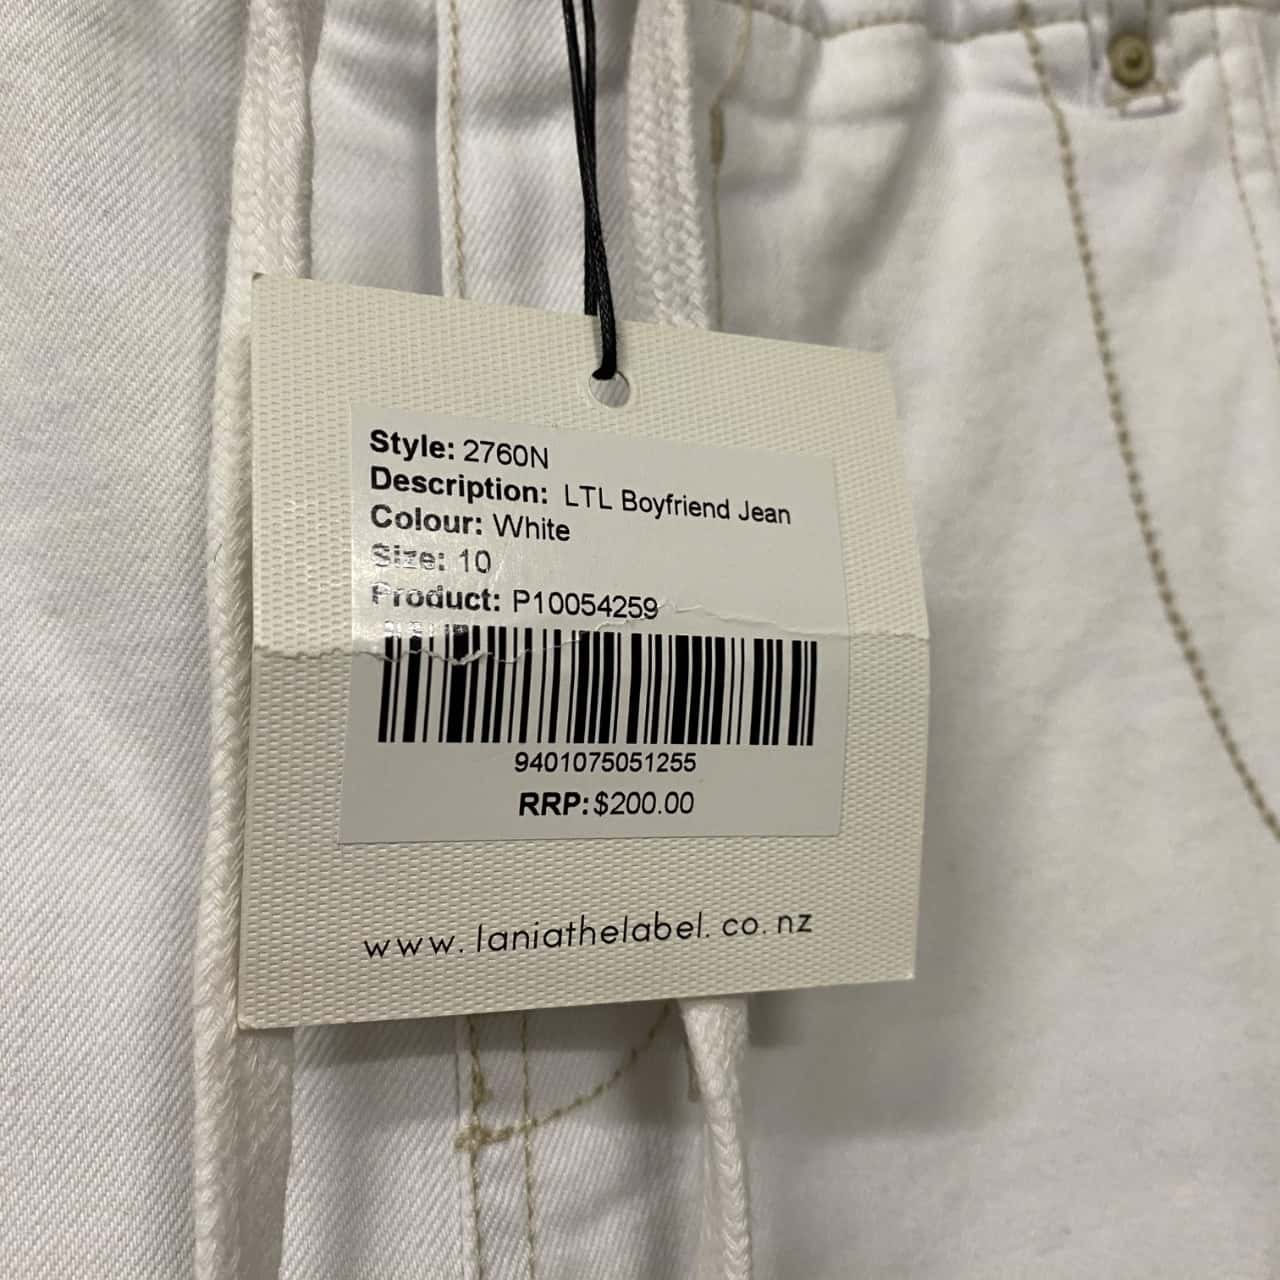 Style: 2760N
Description: LTL Boyfriend Jean
Colour: White
Size: 10
Product: P10054259
9401075051255
RRP: $200.00
www.laniathelabel.co.nz